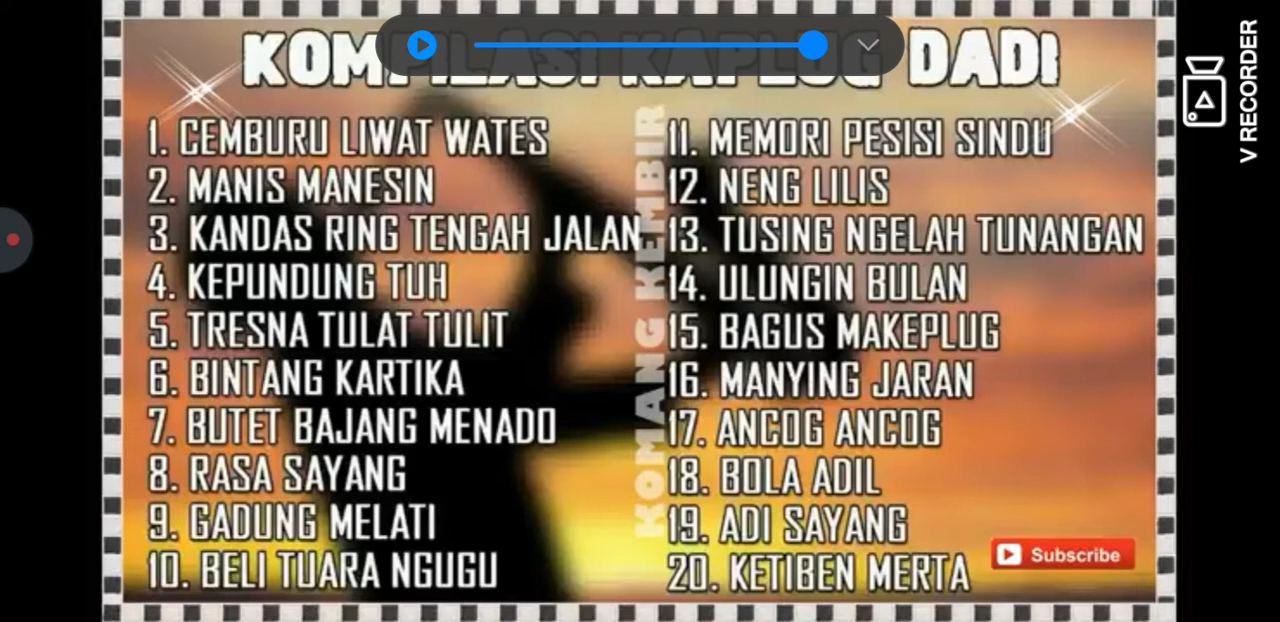 KOMPILASI KAPLUG DADI
1. CEMBURU LIWAT WATES
2. MANIS MANESIN
3. KANDAS RING TENGAH JALAN
4. KEPUNDUNG TUH
5. TRESNA TULAT TULIT
6. BINTANG KARTIKA
7. BUTET BAJANG MENADO
8. RASA SAYANG
9. GADUNG MELATI
10. BELI TUARA NGUGU
KOMANG KEMBIR
11. MEMORI PESISI SINDU
12. NENG LILIS
13. TUSING NGELAH TUNANGAN
14. ULUNGIN BULAN
15. BAGUS MAKEPLUG
16. MANYING JARAN
17. ANCOG ANCOG
18. BOLA ADIL
19. ADI SAYANG
20. KETIBEN MERTA
Subscribe
V RECORDER